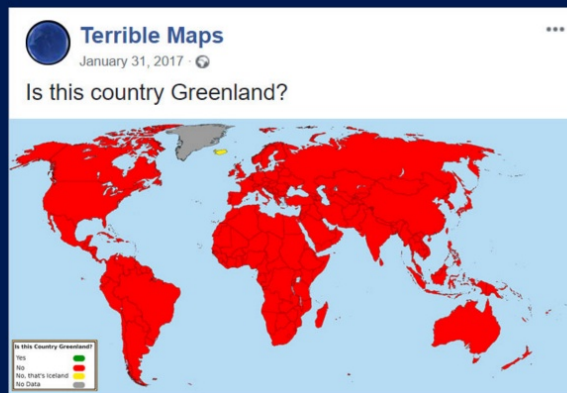 Terrible Maps
January 31, 2017 ·
Is this country Greenland?
Is this Country Greenland?
Yes
No
No, that's Iceland
No Data